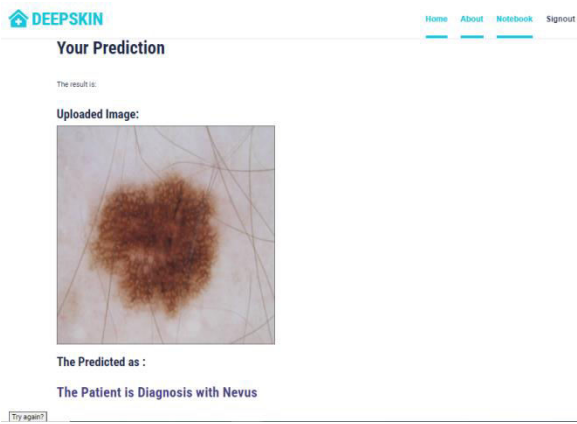 DEEPSKIN
Home About Notebook Signout
Your Prediction
The result is:
Uploaded Image:
The Predicted as :
The Patient is Diagnosis with Nevus
Try again?